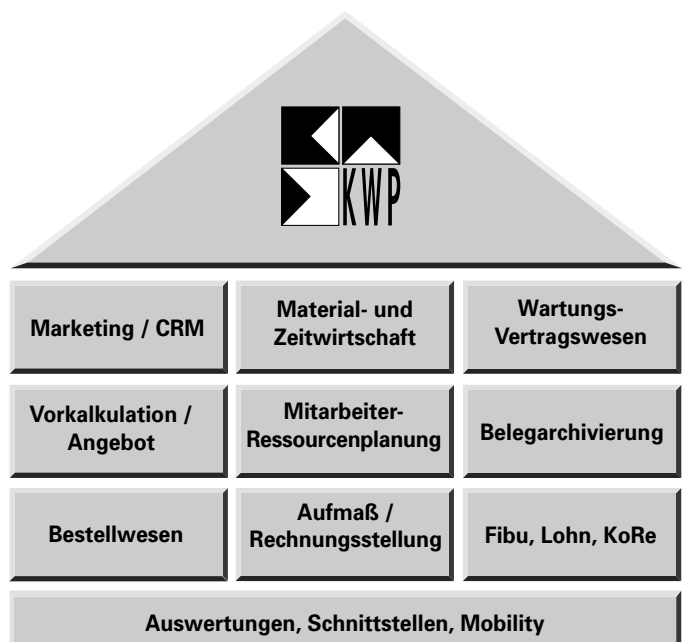 KWP
Marketing / CRM
Material- und
Zeitwirtschaft
Wartungs-
Vertragswesen
Vorkalkulation /
Angebot
Mitarbeiter-
Ressourcenplanung
Belegarchivierung
Bestellwesen
Aufmaß /
Rechnungsstellung
Fibu, Lohn, KoRe
Auswertungen, Schnittstellen, Mobility